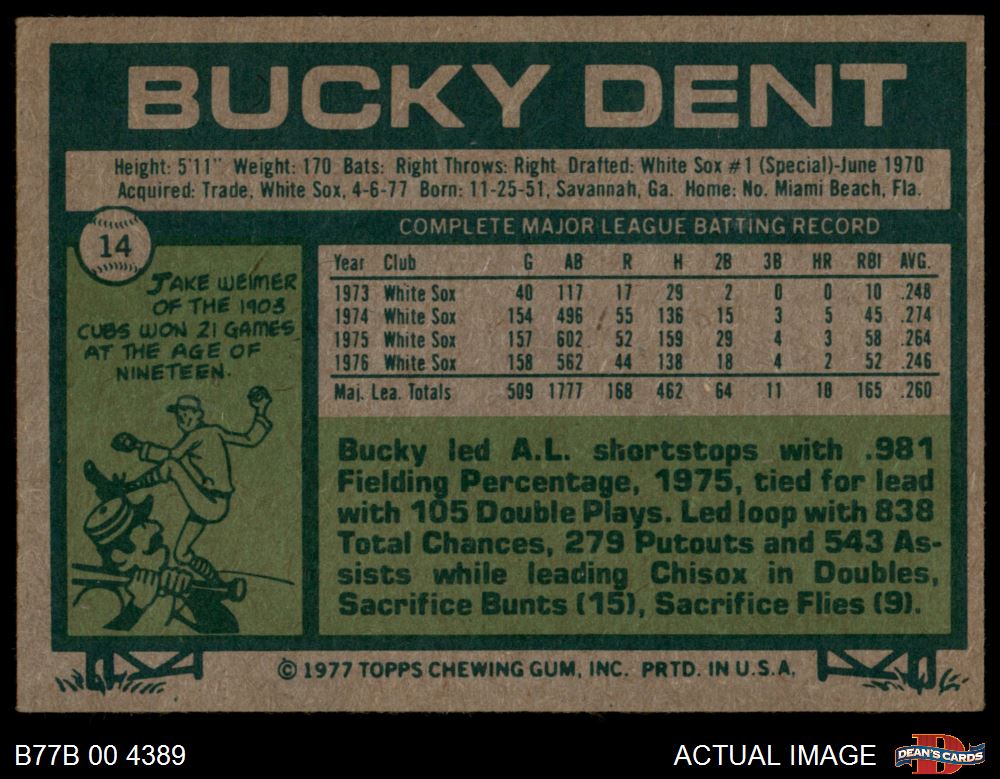 BUCKY DENT
Height: 5'11" Weight: 170 Bats: Right Throws: Right Drafted: White Sox #1 (Special)-June 1970
Acquired: Trade, White Sox, 4-6-77 Born: 11-25-51, Savannah, Ga. Home: No. Miami Beach, Fla.
14
JAKE WEIMER
OF THE 1903
CUBS WON 21 GAMES
AT THE AGE OF
NINETEEN.
COMPLETE MAJOR LEAGUE BATTING RECORD
Year Club G AB R H 2B 3B HR RBI AVG.
1973 White Sox 40 117 17 29 2 0 0 10 .248
1974 White Sox 154 496 55 136 15 3 5 45 .274
1975 White Sox 157 602 52 159 29 4 3 58 .264
1976 White Sox 158 562 44 138 18 4 2 52 .246
Maj. Lea. Totals 509 1777 168 462 64 11 10 165 .260
Bucky led A.L. shortstops with .981
Fielding Percentage, 1975, tied for lead
with 105 Double Plays. Led loop with 838
Total Chances, 279 Putouts and 543 As-
sists while leading Chisox in Doubles,
Sacrifice Bunts (15), Sacrifice Flies (9).
© 1977 TOPPS CHEWING GUM, INC. PRTD. IN U.S.A.
B77B 00 4389
ACTUAL IMAGE
DEAN'S CARDS